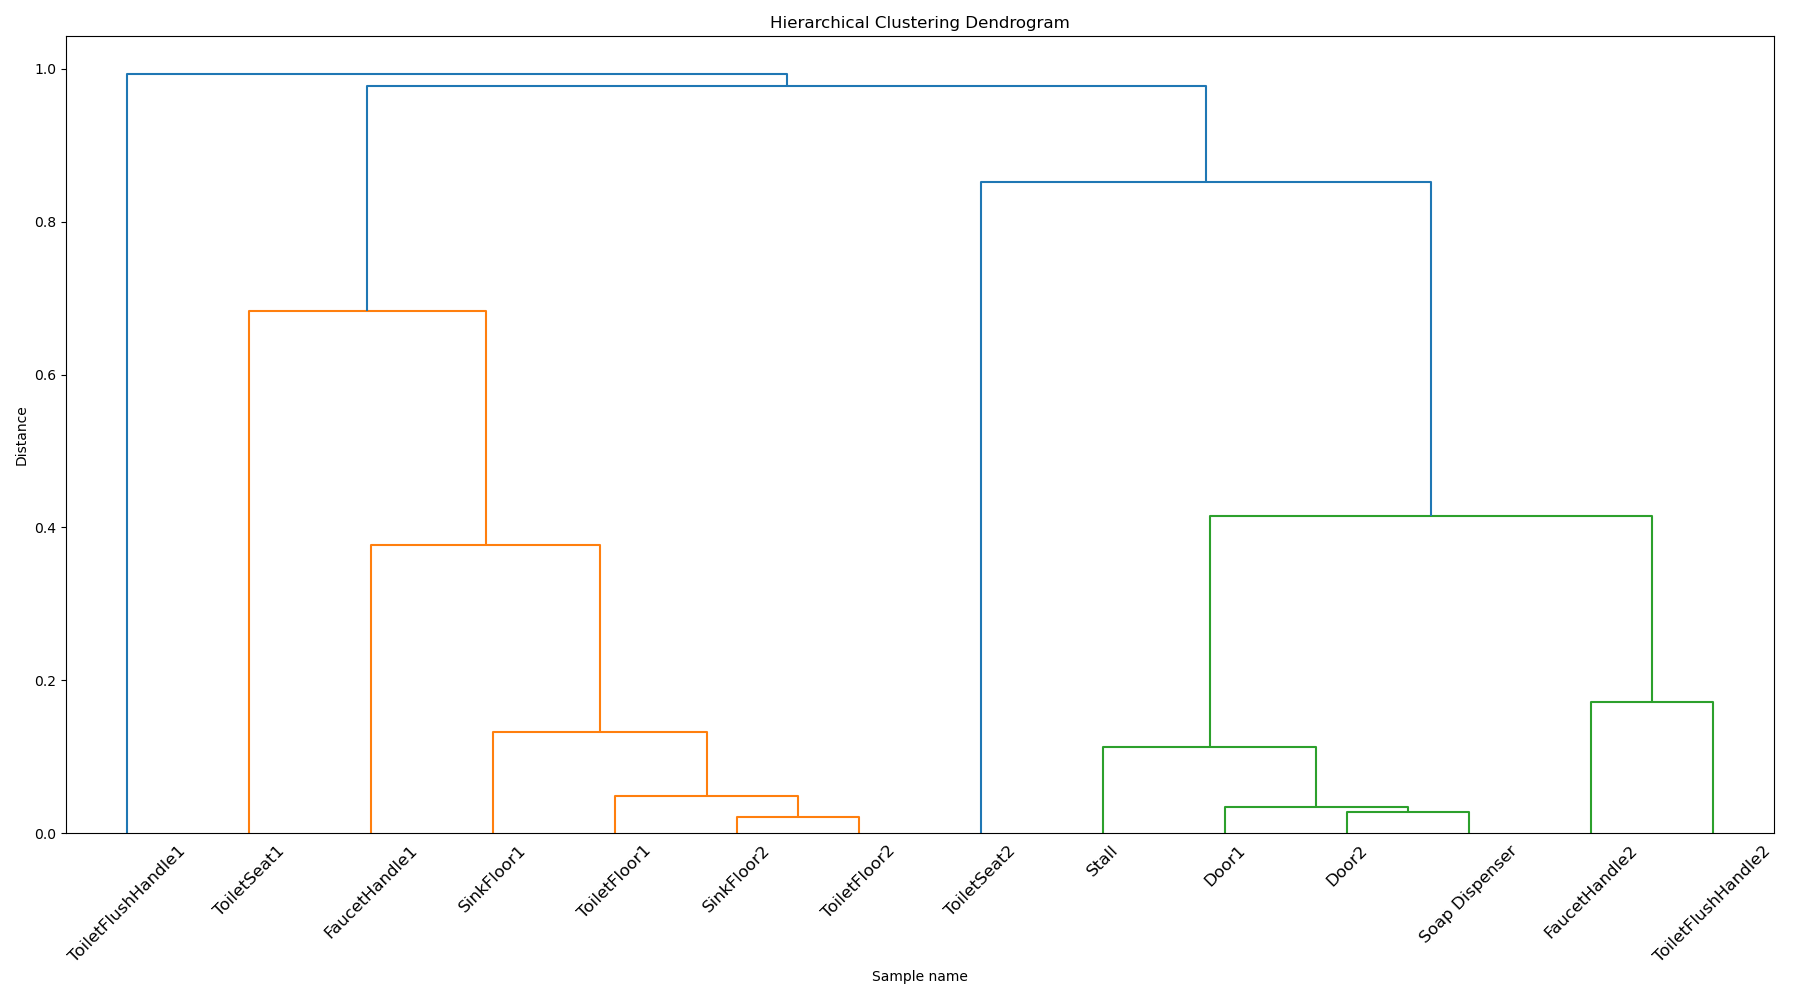 Hierarchical Clustering Dendrogram
1.0
0.8
0.6
0.4
0.2
0.0
Distance
ToiletFlushHandle1
ToiletSeat1
FaucetHandle1
SinkFloor1
ToiletFloor1
SinkFloor2
ToiletFloor2
ToiletSeat2
Stall
Door1
Door2
Soap Dispenser
FaucetHandle2
ToiletFlushHandle2
Sample name